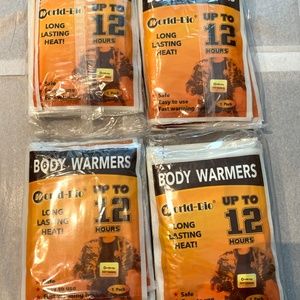 World-Bio®
LONG
LASTING
HEAT!
UP TO
12
HOURS
BODY WARMERS
World-Bio®
LONG
LASTING
HEAT!
UP TO
12
HOURS
Safe
Easy to use
Fast warming
BODY WARMERS
World-Bio®
LONG
LASTING
HEAT!
UP TO
12
HOURS
BODY WARMERS
World-Bio®
LONG
LASTING
HEAT!
UP TO
12
HOURS
Safe